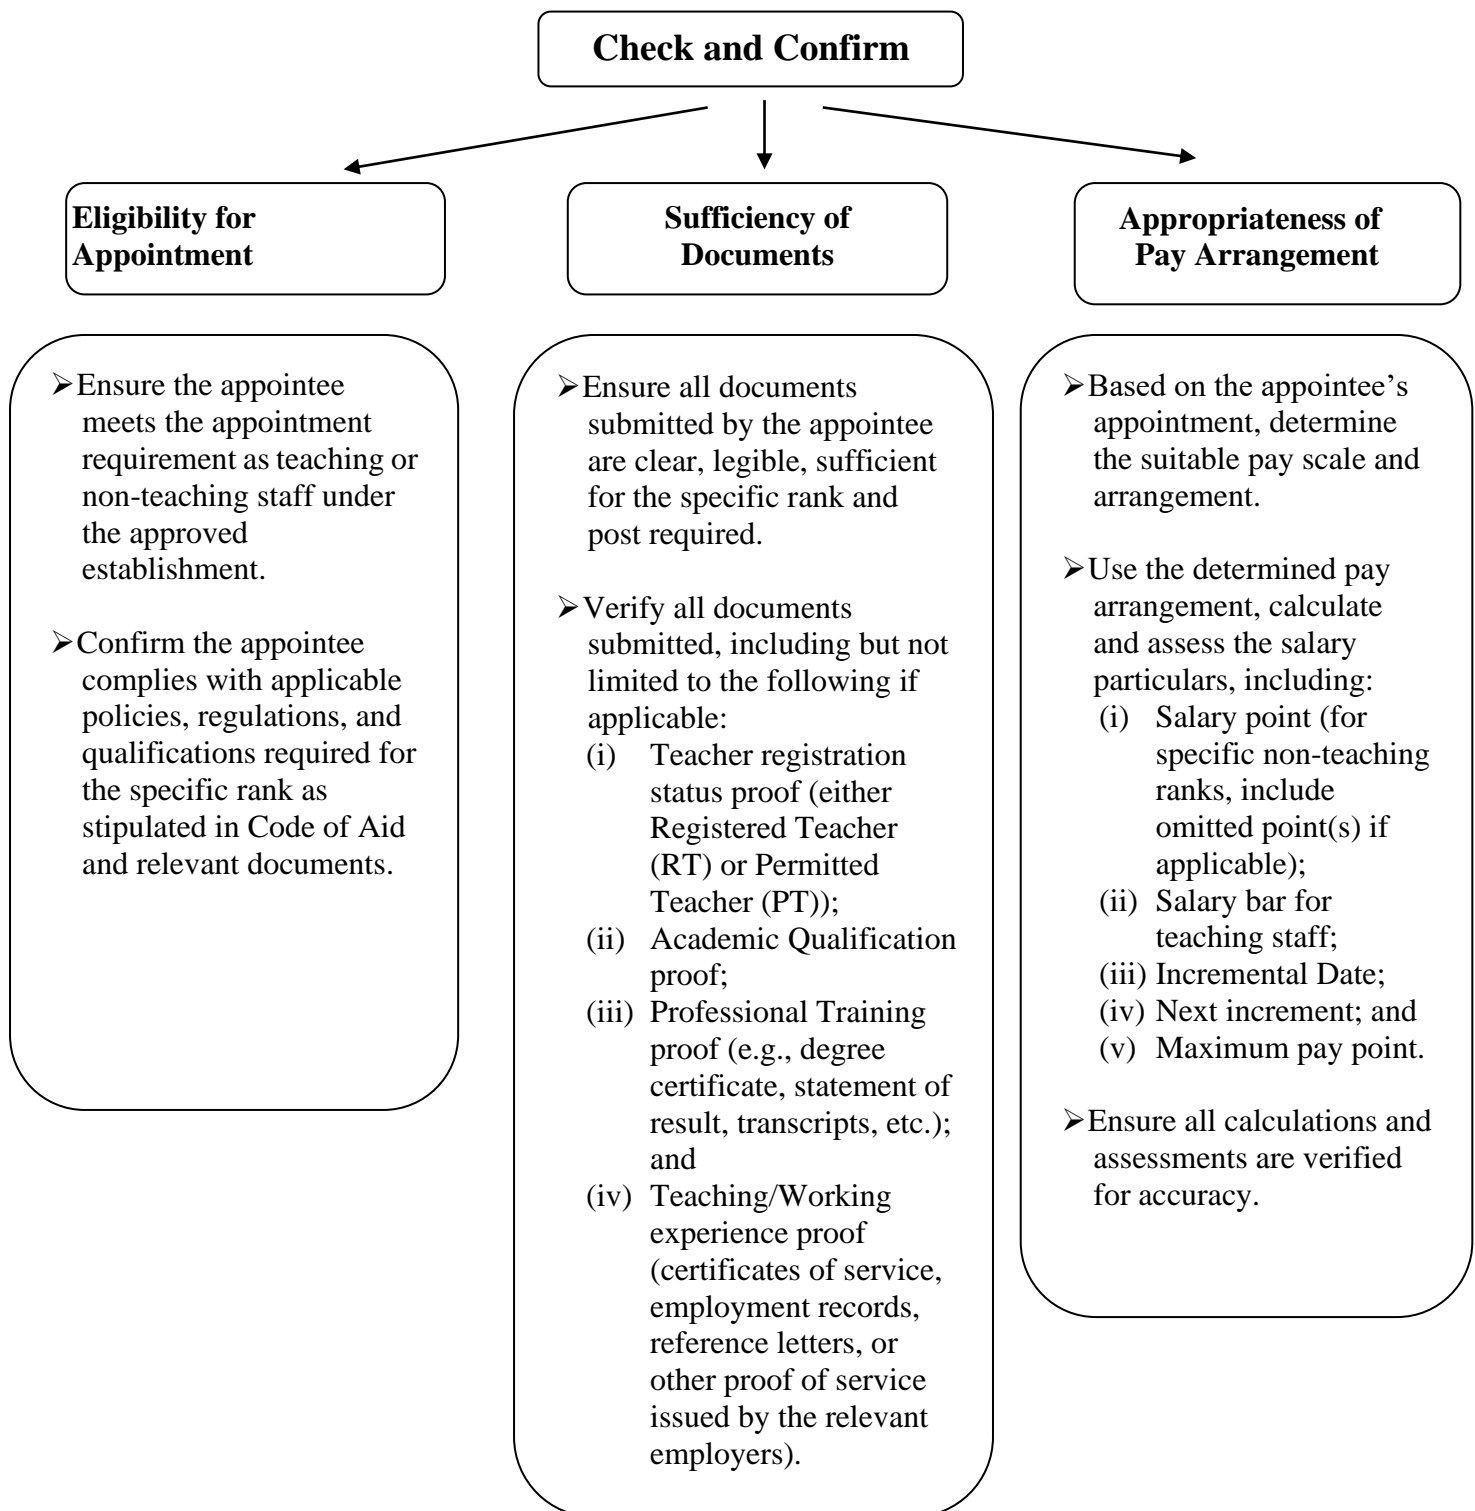 Check and Confirm
Eligibility for
Appointment
Sufficiency of
Documents
Appropriateness of
Pay Arrangement
➢Ensure the appointee
meets the appointment
requirement as teaching or
non-teaching staff under
the approved
establishment.
➢Confirm the appointee
complies with applicable
policies, regulations, and
qualifications required for
the specific rank as
stipulated in Code of Aid
and relevant documents.
➢Ensure all documents
submitted by the appointee
are clear, legible, sufficient
for the specific rank and
post required.
➢Verify all documents
submitted, including but not
limited to the following if
applicable:
(i) Teacher registration
status proof (either
Registered Teacher
(RT) or Permitted
Teacher (PT));
(ii) Academic Qualification
proof;
(iii) Professional Training
proof (e.g., degree
certificate, statement of
result, transcripts, etc.);
and
(iv) Teaching/Working
experience proof
(certificates of service,
employment records,
reference letters, or
other proof of service
issued by the relevant
employers).
➢Based on the appointee’s
appointment, determine
the suitable pay scale and
arrangement.
➢Use the determined pay
arrangement, calculate
and assess the salary
particulars, including:
(i) Salary point (for
specific non-teaching
ranks, include
omitted point(s) if
applicable);
(ii) Salary bar for
teaching staff;
(iii) Incremental Date;
(iv) Next increment; and
(v) Maximum pay point.
➢Ensure all calculations and
assessments are verified
for accuracy.